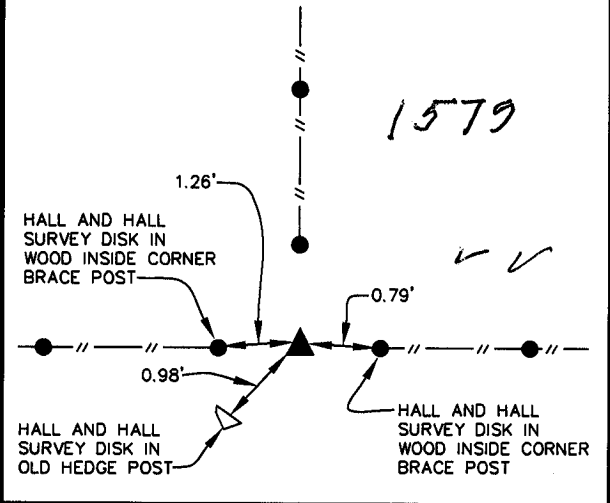 1579
1.26'
HALL AND HALL
SURVEY DISK IN
WOOD INSIDE CORNER
BRACE POST
0.79'
0.98'
HALL AND HALL
SURVEY DISK IN
OLD HEDGE POST
HALL AND HALL
SURVEY DISK IN
WOOD INSIDE CORNER
BRACE POST